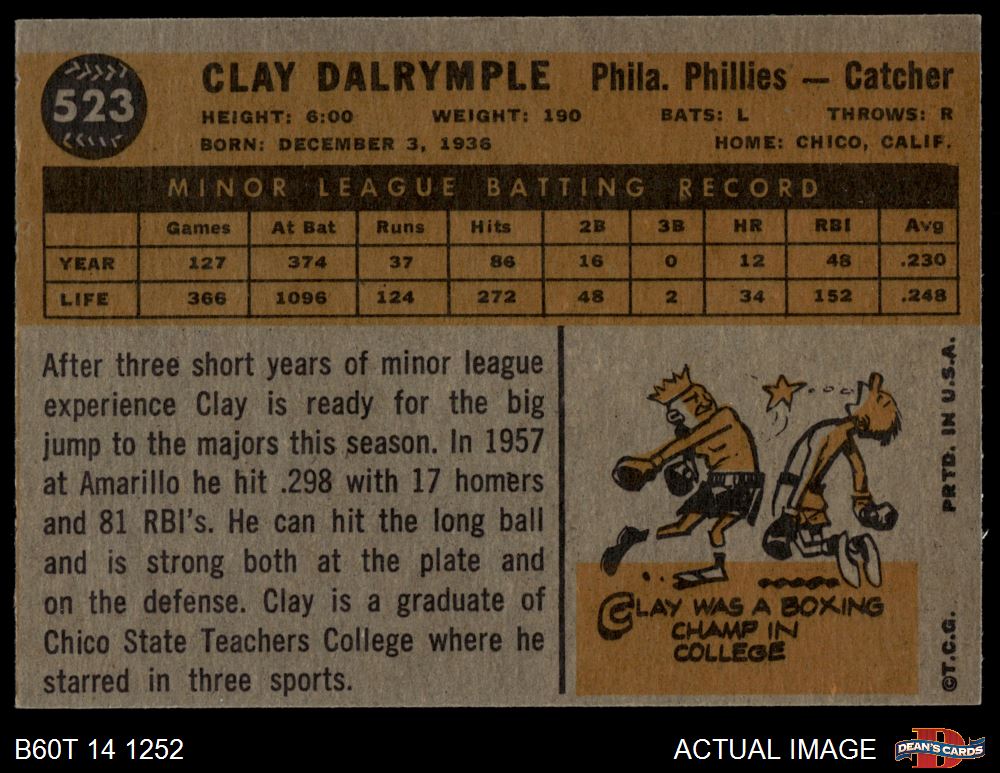 523
CLAY DALRYMPLE Phila. Phillies — Catcher
HEIGHT: 6:00 WEIGHT: 190 BATS: L THROWS: R
BORN: DECEMBER 3, 1936 HOME: CHICO, CALIF.
MINOR LEAGUE BATTING RECORD
Games At Bat Runs Hits 2B 3B HR RBI Avg
YEAR 127 374 37 86 16 0 12 48 .230
LIFE 366 1096 124 272 48 2 34 152 .248
After three short years of minor league
experience Clay is ready for the big
jump to the majors this season. In 1957
at Amarillo he hit .298 with 17 homers
and 81 RBI's. He can hit the long ball
and is strong both at the plate and
on the defense. Clay is a graduate of
Chico State Teachers College where he
starred in three sports.
CLAY WAS A BOXING
CHAMP IN
COLLEGE
©T.C.G. PRTD. IN U.S.A.
B60T 14 1252
ACTUAL IMAGE
D
DEAN'S CARDS